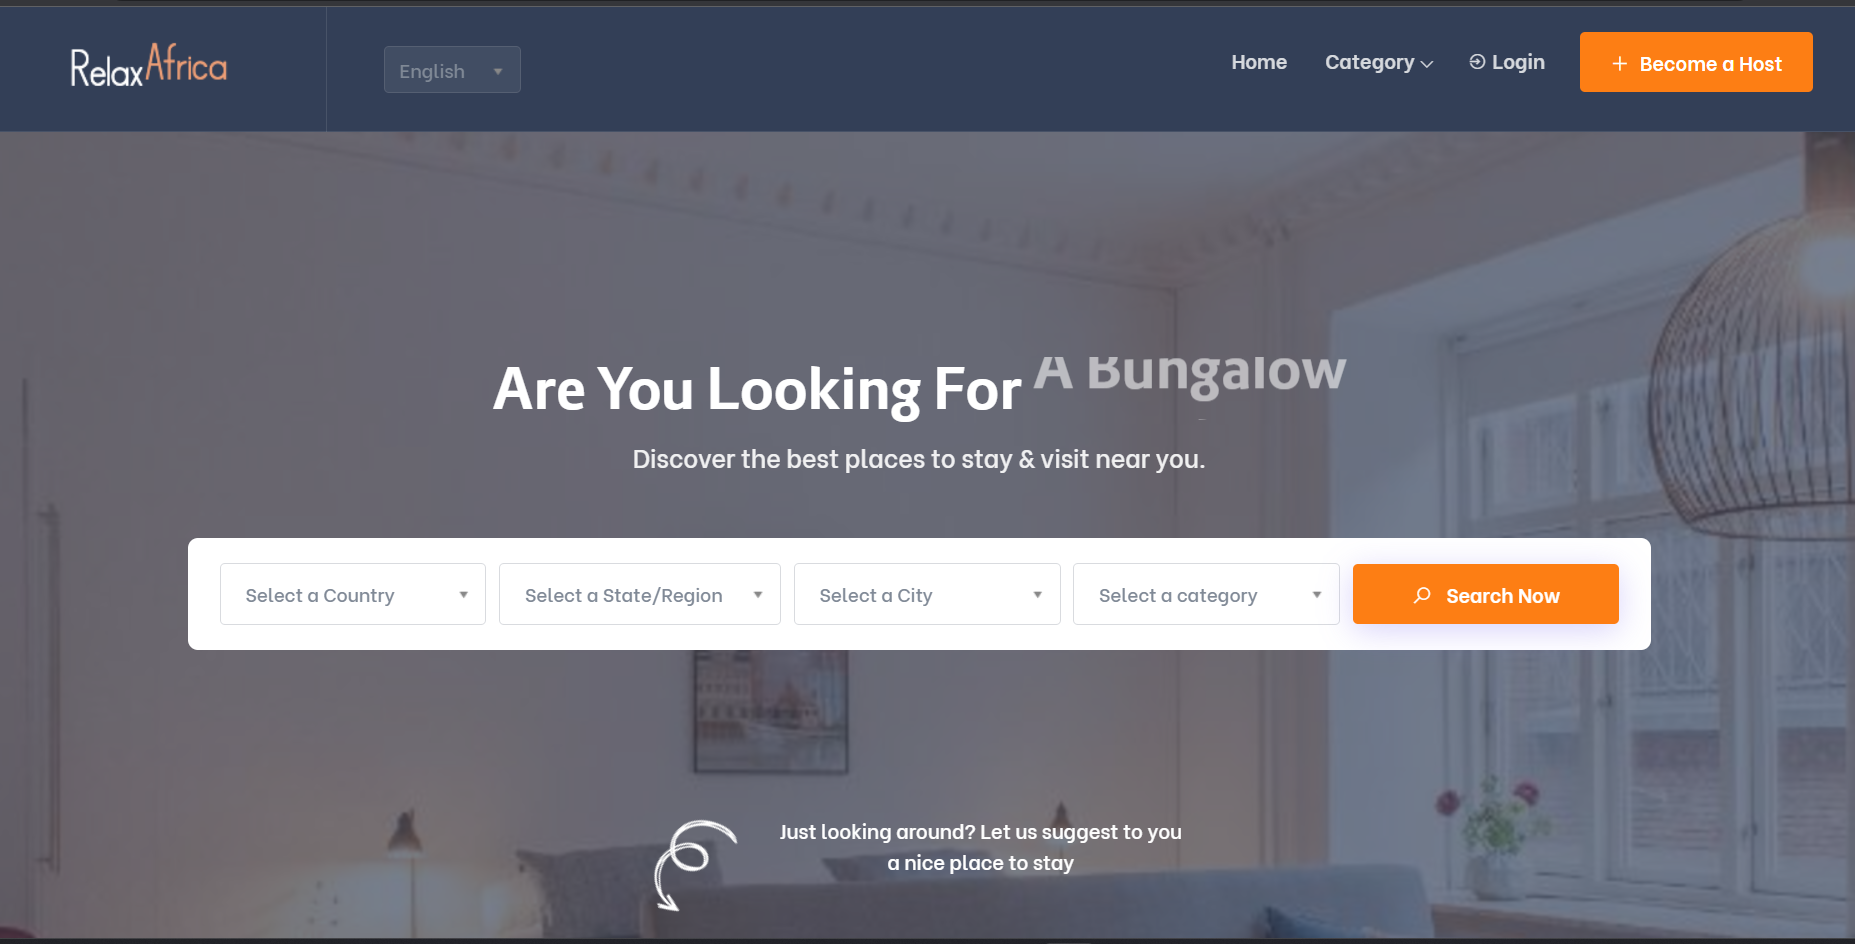 RelaxAfrica
English
Home
Category
Login
Become a Host
Are You Looking For A Bungalow
Discover the best places to stay & visit near you.
Select a Country
Select a State/Region
Select a City
Select a category
Search Now
Just looking around? Let us suggest to you
a nice place to stay